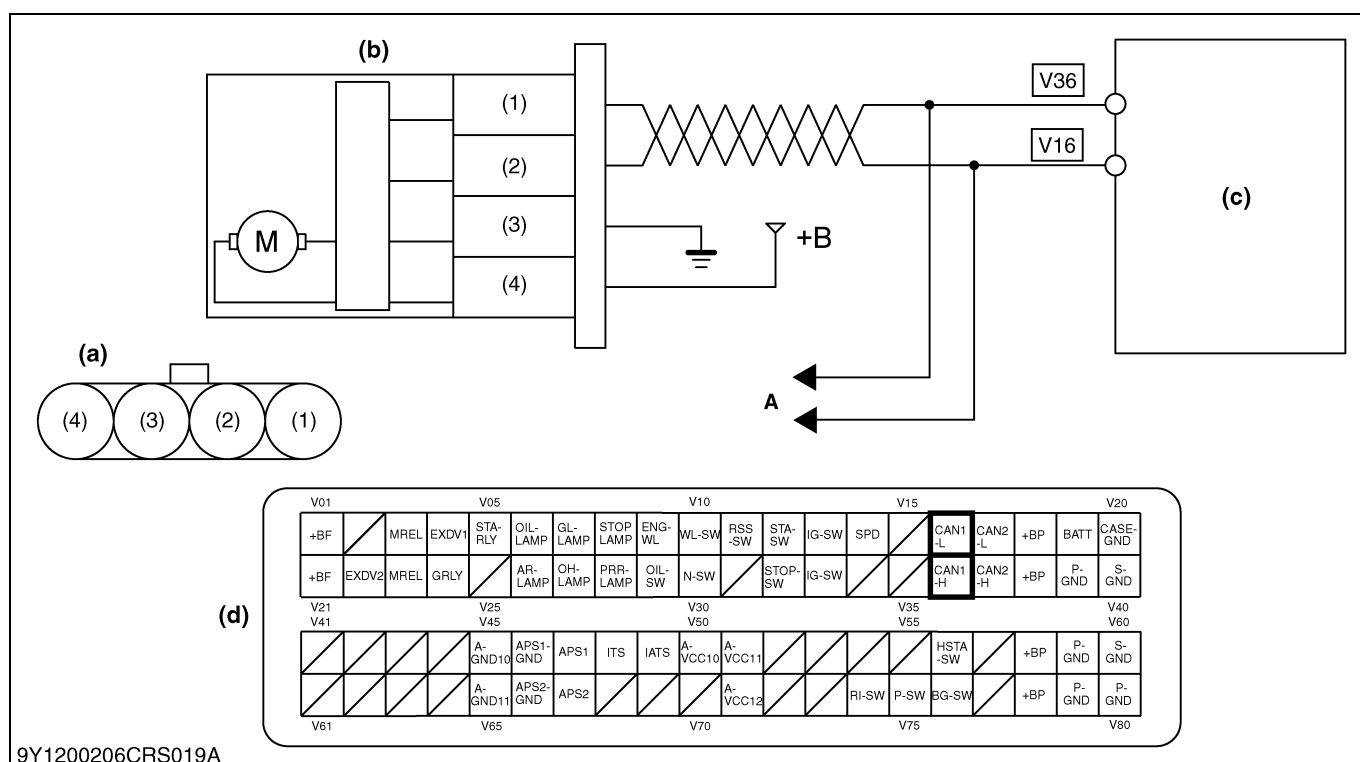 (b)
(1)
(2)
(3)
(4)
M
+B
V36
V16
(c)
A
(a)
(4) (3) (2) (1)
(d)
V01 V05 V10 V15 V20
+BF MREL EXDV1 STA-RLY OIL-LAMP GL-LAMP STOP LAMP ENG-WL WL-SW RSS-SW STA-SW IG-SW SPD CAN1-L CAN2-L +BP BATT CASE-GND
+BF EXDV2 MREL GRLY AR-LAMP OH-LAMP PRR-LAMP OIL-SW N-SW STOP-SW IG-SW CAN1-H CAN2-H +BP P-GND S-GND
V21 V25 V30 V35 V40
V41 V45 V50 V55 V60
A-GND10 APS1-GND APS1 ITS IATS A-VCC10 A-VCC11 HSTA-SW +BP P-GND S-GND
A-GND11 APS2-GND APS2 A-VCC12 RI-SW P-SW BG-SW +BP P-GND P-GND
V61 V65 V70 V75 V80
9Y1200206CRS019A